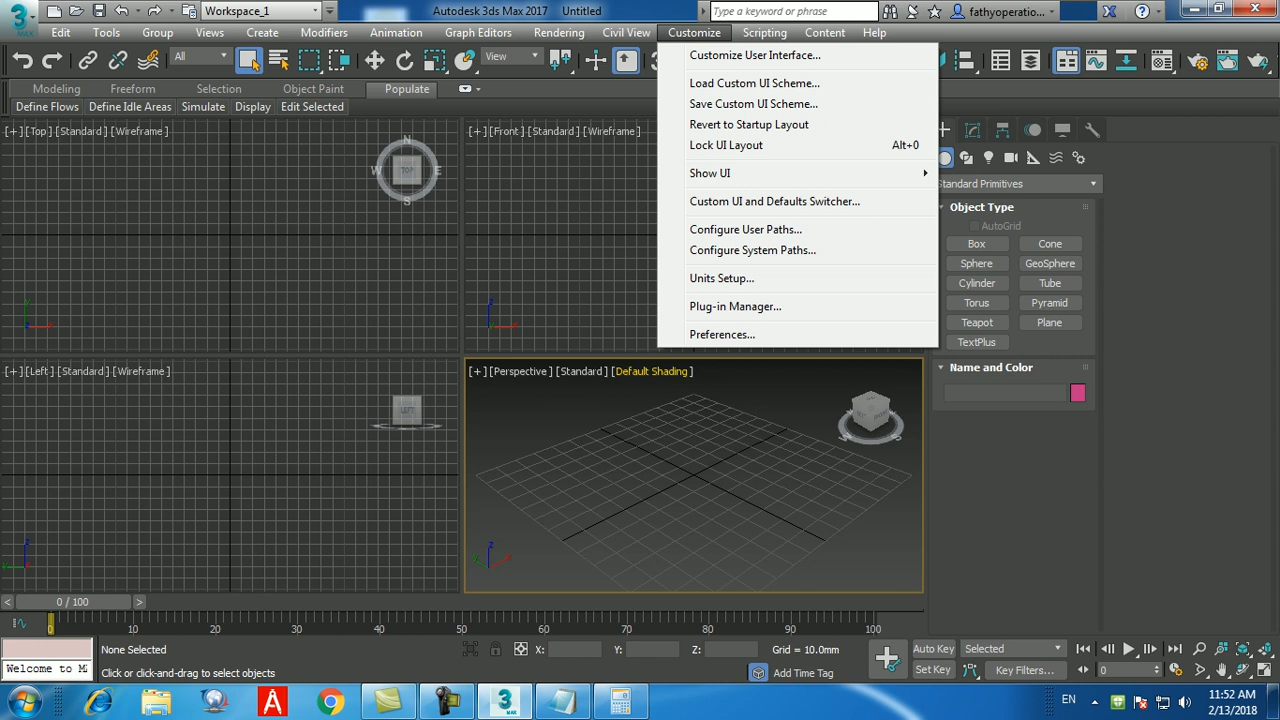 Workspace_1
Autodesk 3ds Max 2017 Untitled
Type a keyword or phrase
fathyoperation...
3
MAX
Edit Tools Group Views Create Modifiers Animation Graph Editors Rendering Civil View Customize Scripting Content Help
All
View
Modeling Freeform Selection Object Paint Populate
Define Flows Define Idle Areas Simulate Display Edit Selected
Customize User Interface...
Load Custom UI Scheme...
Save Custom UI Scheme...
Revert to Startup Layout
Lock UI Layout Alt+0
Show UI
Custom UI and Defaults Switcher...
Configure User Paths...
Configure System Paths...
Units Setup...
Plug-in Manager...
Preferences...
[+] [Top] [Standard] [Wireframe]
N
W TOP E
S
y
z x
[+] [Front] [Standard] [Wireframe]
z
y x
[+] [Left] [Standard] [Wireframe]
LEFT
z
y
[+] [Perspective] [Standard] [Default Shading]
W S
z
y x
Standard Primitives
Object Type
AutoGrid
Box Cone
Sphere GeoSphere
Cylinder Tube
Torus Pyramid
Teapot Plane
TextPlus
Name and Color
< 0 / 100 >
0 10 20 30 40 50 60 70 80 90 100
None Selected
X: Y: Z: Grid = 10.0mm
Auto Key Selected
Welcome to M
Click or click-and-drag to select objects
Add Time Tag
Set Key Key Filters...
0
3
MAX
EN
11:52 AM
2/13/2018